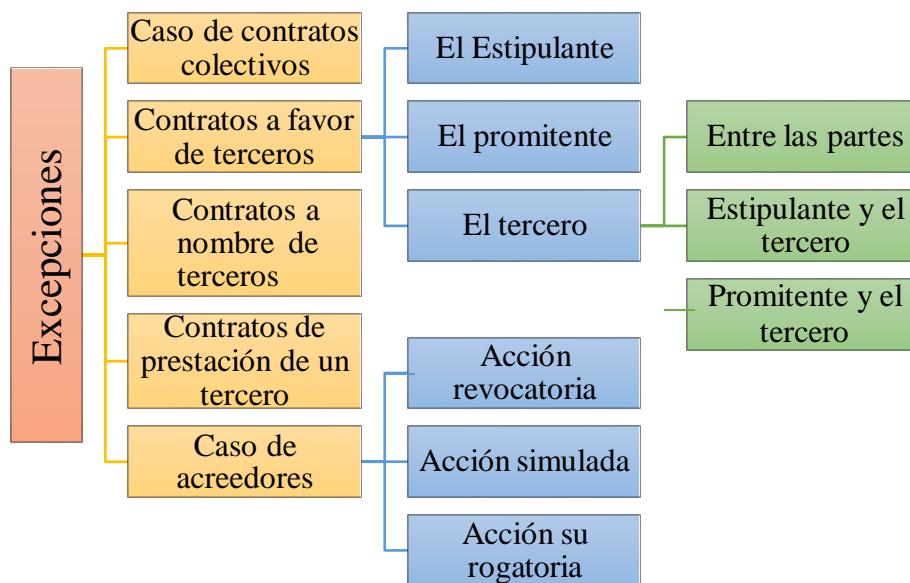 Excepciones
Caso de contratos
colectivos
Contratos a favor
de terceros
Contratos a
nombre de
terceros
Contratos de
prestación de un
tercero
Caso de
acreedores
El Estipulante
El promitente
El tercero
Acción
revocatoria
Acción simulada
Acción su
rogatoria
Entre las partes
Estipulante y el
tercero
Promitente y el
tercero